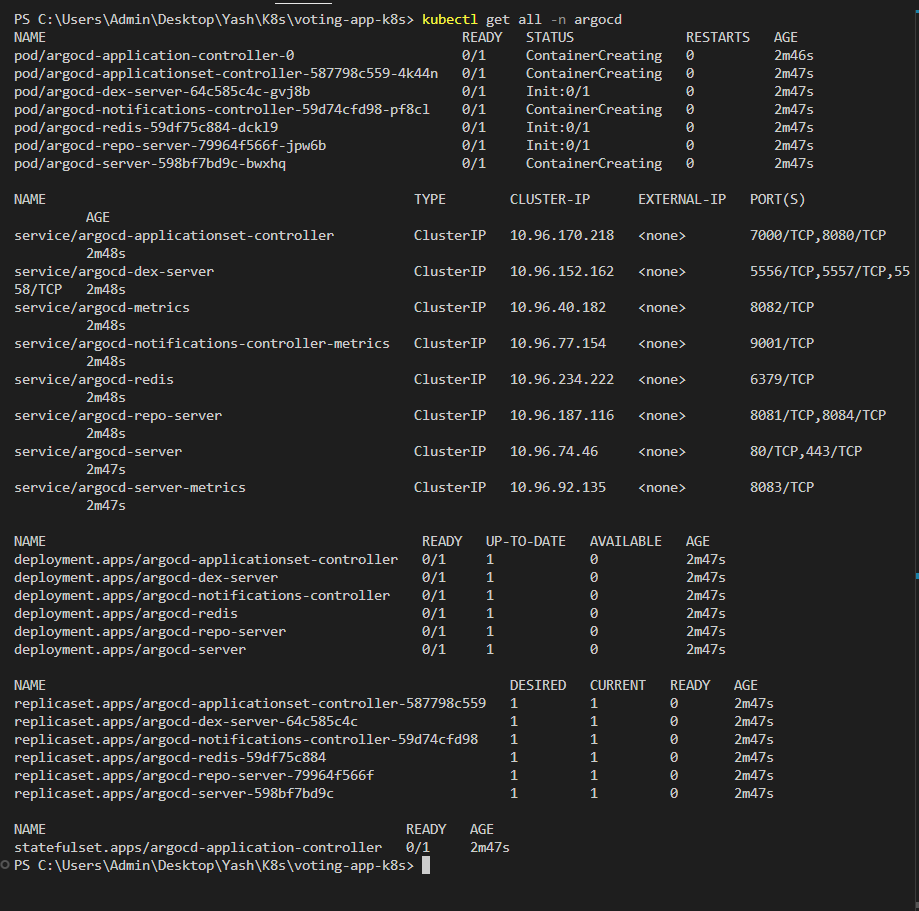 PS C:\Users\Admin\Desktop\Yash\K8s\voting-app-k8s> kubectl get all -n argocd
NAME READY STATUS RESTARTS AGE
pod/argocd-application-controller-0 0/1 ContainerCreating 0 2m46s
pod/argocd-applicationset-controller-587798c559-4k44n 0/1 ContainerCreating 0 2m47s
pod/argocd-dex-server-64c585c4c-gvj8b 0/1 Init:0/1 0 2m47s
pod/argocd-notifications-controller-59d74cfd98-pf8cl 0/1 ContainerCreating 0 2m47s
pod/argocd-redis-59df75c884-dckl9 0/1 Init:0/1 0 2m47s
pod/argocd-repo-server-79964f566f-jpw6b 0/1 Init:0/1 0 2m47s
pod/argocd-server-598bf7bd9c-bwxhq 0/1 ContainerCreating 0 2m47s
NAME TYPE CLUSTER-IP EXTERNAL-IP PORT(S)
AGE
service/argocd-applicationset-controller ClusterIP 10.96.170.218 <none> 7000/TCP,8080/TCP
2m48s
service/argocd-dex-server ClusterIP 10.96.152.162 <none> 5556/TCP,5557/TCP,55
58/TCP 2m48s
service/argocd-metrics ClusterIP 10.96.40.182 <none> 8082/TCP
2m48s
service/argocd-notifications-controller-metrics ClusterIP 10.96.77.154 <none> 9001/TCP
2m48s
service/argocd-redis ClusterIP 10.96.234.222 <none> 6379/TCP
2m48s
service/argocd-repo-server ClusterIP 10.96.187.116 <none> 8081/TCP,8084/TCP
2m48s
service/argocd-server ClusterIP 10.96.74.46 <none> 80/TCP,443/TCP
2m47s
service/argocd-server-metrics ClusterIP 10.96.92.135 <none> 8083/TCP
2m47s
NAME READY UP-TO-DATE AVAILABLE AGE
deployment.apps/argocd-applicationset-controller 0/1 1 0 2m47s
deployment.apps/argocd-dex-server 0/1 1 0 2m47s
deployment.apps/argocd-notifications-controller 0/1 1 0 2m47s
deployment.apps/argocd-redis 0/1 1 0 2m47s
deployment.apps/argocd-repo-server 0/1 1 0 2m47s
deployment.apps/argocd-server 0/1 1 0 2m47s
NAME DESIRED CURRENT READY AGE
replicaset.apps/argocd-applicationset-controller-587798c559 1 1 0 2m47s
replicaset.apps/argocd-dex-server-64c585c4c 1 1 0 2m47s
replicaset.apps/argocd-notifications-controller-59d74cfd98 1 1 0 2m47s
replicaset.apps/argocd-redis-59df75c884 1 1 0 2m47s
replicaset.apps/argocd-repo-server-79964f566f 1 1 0 2m47s
replicaset.apps/argocd-server-598bf7bd9c 1 1 0 2m47s
NAME READY AGE
statefulset.apps/argocd-application-controller 0/1 2m47s
PS C:\Users\Admin\Desktop\Yash\K8s\voting-app-k8s>